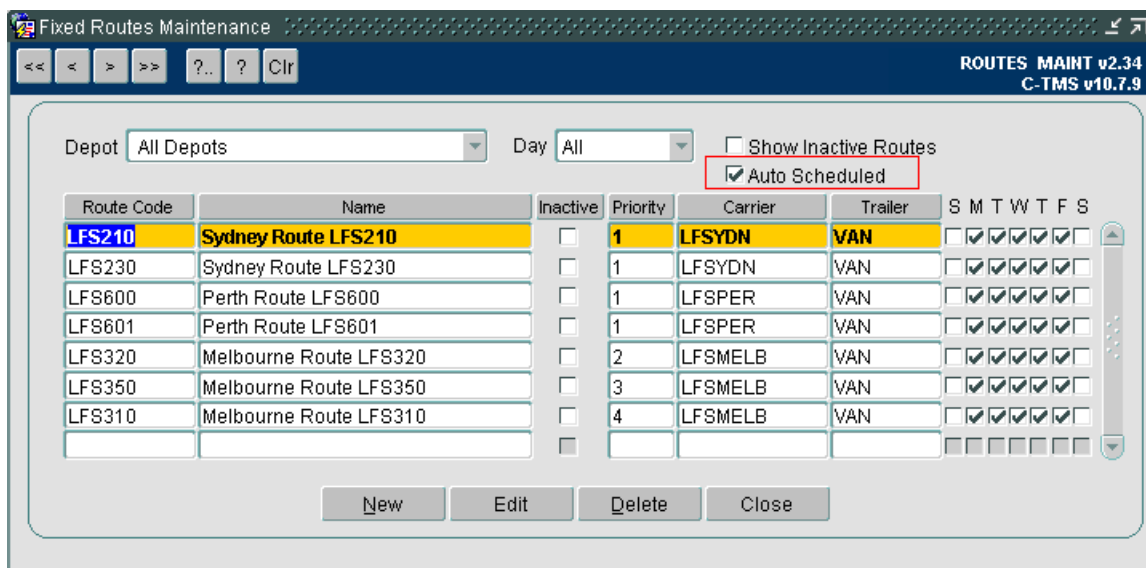 Fixed Routes Maintenance
<< < > >> ?.. ? Clr
ROUTES MAINT v2.34
C-TMS v10.7.9
Depot All Depots Day All Show Inactive Routes
Auto Scheduled
Route Code Name Inactive Priority Carrier Trailer S M T W T F S
LFS210 Sydney Route LFS210 1 LFSYDN VAN
LFS230 Sydney Route LFS230 1 LFSYDN VAN
LFS600 Perth Route LFS600 1 LFSPER VAN
LFS601 Perth Route LFS601 1 LFSPER VAN
LFS320 Melbourne Route LFS320 2 LFSMELB VAN
LFS350 Melbourne Route LFS350 3 LFSMELB VAN
LFS310 Melbourne Route LFS310 4 LFSMELB VAN
New Edit Delete Close